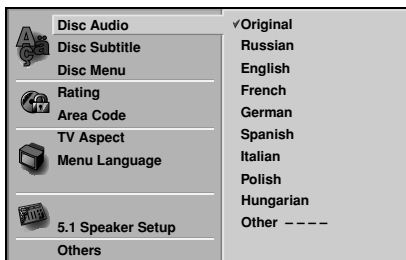 Disc Audio
Disc Subtitle
Disc Menu
Rating
Area Code
TV Aspect
Menu Language
5.1 Speaker Setup
Others
✓Original
Russian
English
French
German
Spanish
Italian
Polish
Hungarian
Other – – – –